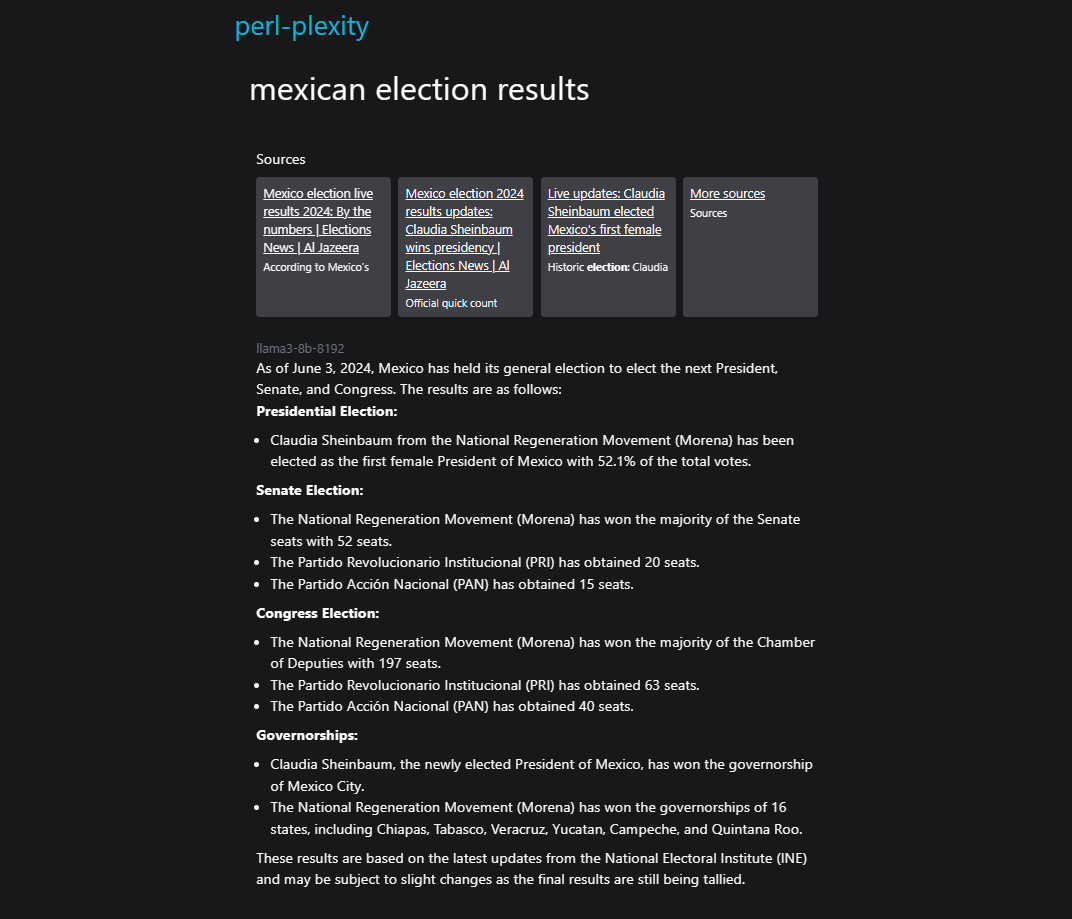 perl-plexity
mexican election results
Sources
Mexico election live
results 2024: By the
numbers | Elections
News | Al Jazeera
According to Mexico's
Mexico election 2024
results updates:
Claudia Sheinbaum
wins presidency |
Elections News | Al
Jazeera
Official quick count
Live updates: Claudia
Sheinbaum elected
Mexico's first female
president
Historic election: Claudia
More sources
Sources
llama3-8b-8192
As of June 3, 2024, Mexico has held its general election to elect the next President,
Senate, and Congress. The results are as follows:
Presidential Election:
• Claudia Sheinbaum from the National Regeneration Movement (Morena) has been
elected as the first female President of Mexico with 52.1% of the total votes.
Senate Election:
• The National Regeneration Movement (Morena) has won the majority of the Senate
seats with 52 seats.
• The Partido Revolucionario Institucional (PRI) has obtained 20 seats.
• The Partido Acción Nacional (PAN) has obtained 15 seats.
Congress Election:
• The National Regeneration Movement (Morena) has won the majority of the Chamber
of Deputies with 197 seats.
• The Partido Revolucionario Institucional (PRI) has obtained 63 seats.
• The Partido Acción Nacional (PAN) has obtained 40 seats.
Governorships:
• Claudia Sheinbaum, the newly elected President of Mexico, has won the governorship
of Mexico City.
• The National Regeneration Movement (Morena) has won the governorships of 16
states, including Chiapas, Tabasco, Veracruz, Yucatan, Campeche, and Quintana Roo.
These results are based on the latest updates from the National Electoral Institute (INE)
and may be subject to slight changes as the final results are still being tallied.